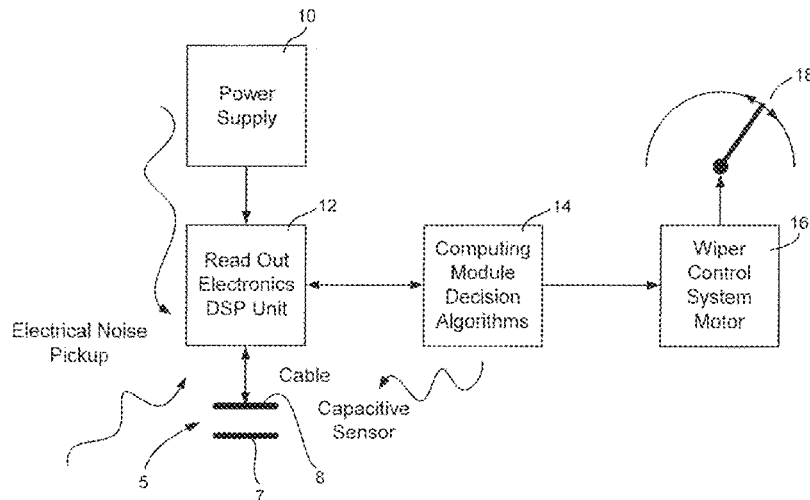 10
Power
Supply
18
12
Read Out
Electronics
DSP Unit
14
Computing
Module
Decision
Algorithms
16
Wiper
Control
System
Motor
Electrical Noise
Pickup
Cable
Capacitive
Sensor
5
7
8